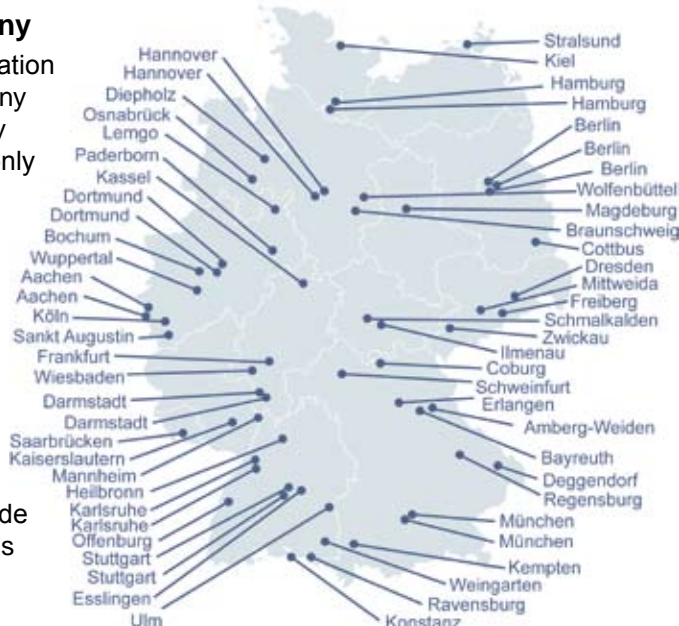 ny
ation
ny
y
only
de
s
Hannover
Hannover
Diepholz
Osnabrück
Lemgo
Paderborn
Kassel
Dortmund
Dortmund
Bochum
Wuppertal
Aachen
Aachen
Köln
Sankt Augustin
Frankfurt
Wiesbaden
Darmstadt
Darmstadt
Saarbrücken
Kaiserslautern
Mannheim
Heilbronn
Karlsruhe
Karlsruhe
Offenburg
Stuttgart
Stuttgart
Esslingen
Ulm
Stralsund
Kiel
Hamburg
Hamburg
Berlin
Berlin
Berlin
Wolfenbüttel
Magdeburg
Braunschweig
Cottbus
Dresden
Mittweida
Freiberg
Schmalkalden
Zwickau
Ilmenau
Coburg
Schweinfurt
Erlangen
Amberg-Weiden
Bayreuth
Deggendorf
Regensburg
München
München
Kempten
Weingarten
Ravensburg
Konstanz